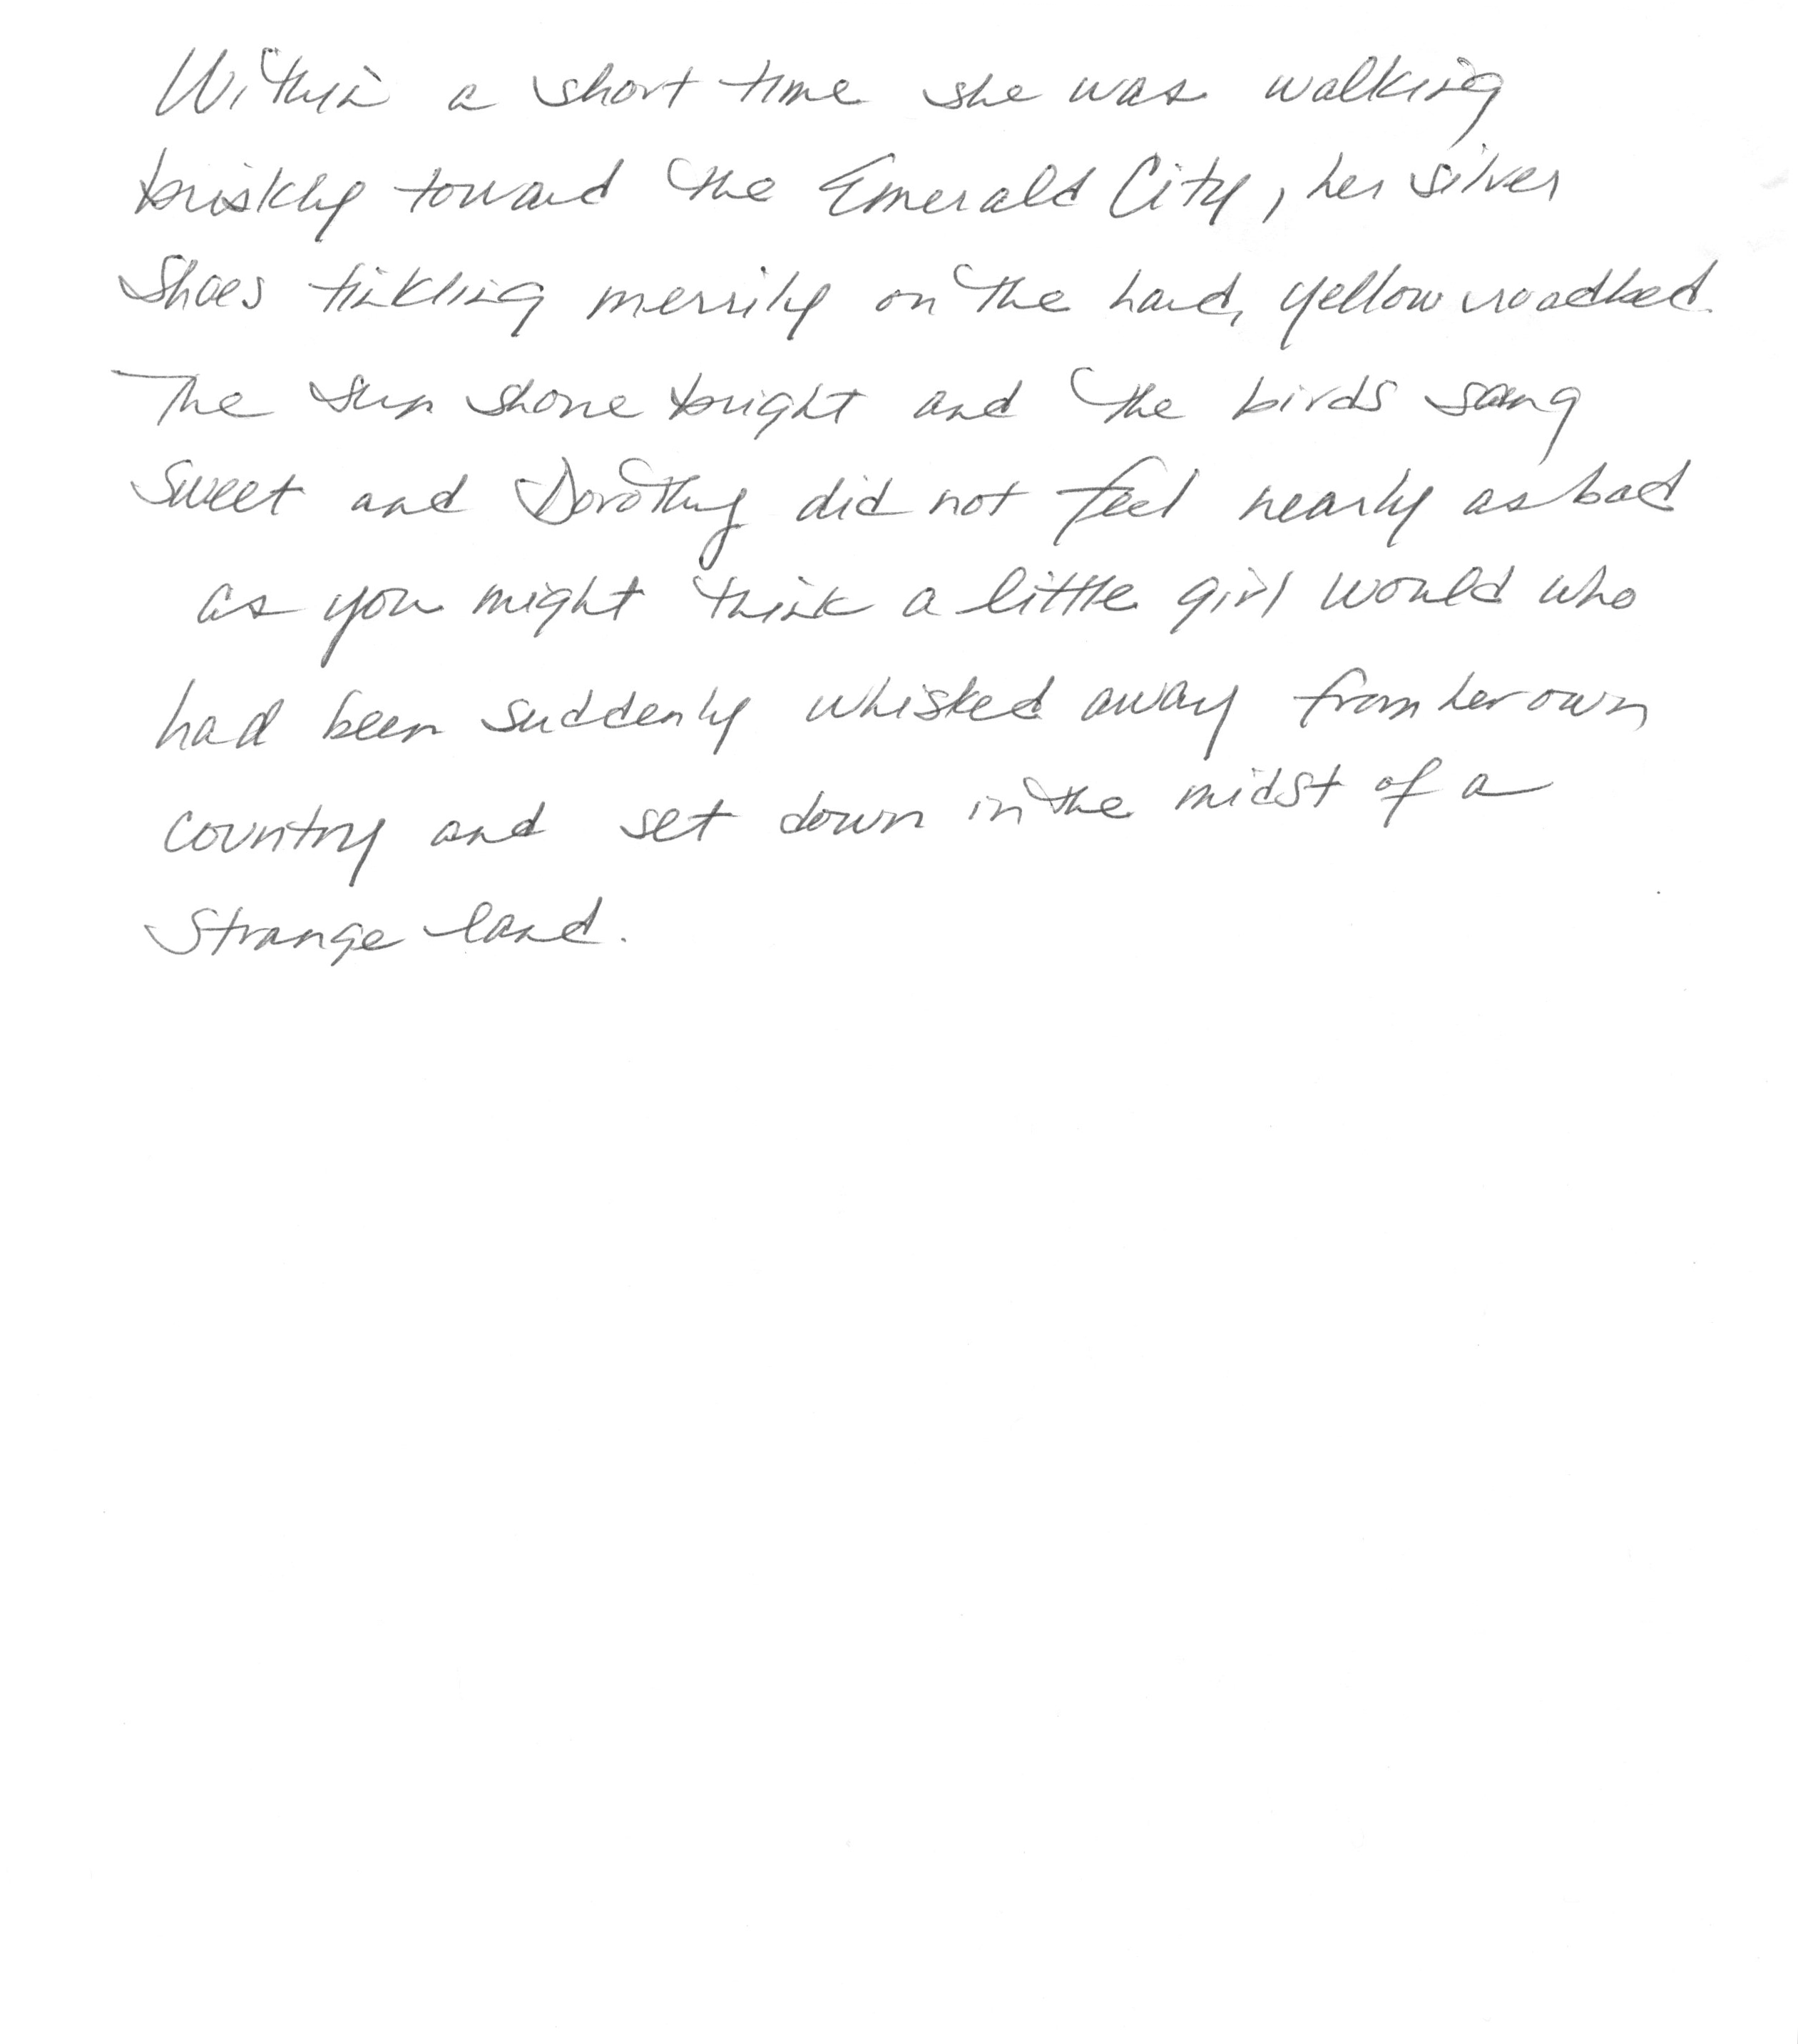 Within a short time she was walking
briskly toward the Emerald City, her silver
Shoes tinkling merrily on the hard, yellow roadbed.
The sun shone bright and the birds sang
sweet and Dorothy did not feel nearly as bad
as you might think a little girl would who
had been suddenly whisked away from her own
country and set down in the midst of a
strange land.